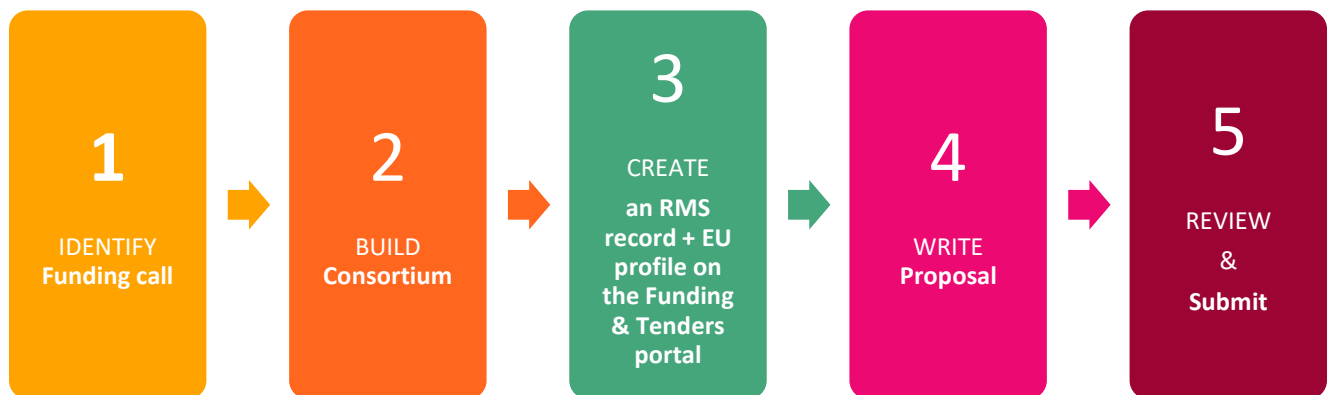 1
IDENTIFY
Funding call
2
BUILD
Consortium
3
CREATE
an RMS
record + EU
profile on
the Funding
& Tenders
portal
4
WRITE
Proposal
5
REVIEW
&
Submit